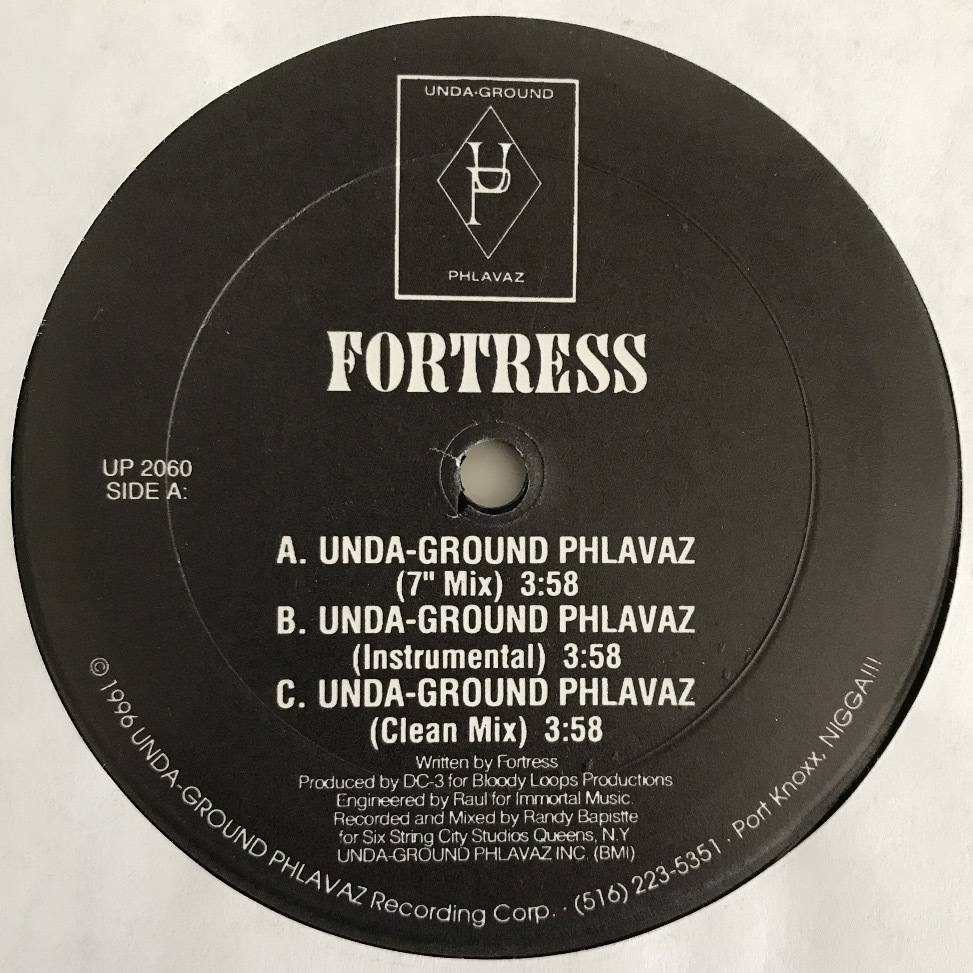 UNDA-GROUND
UP
PHLAVAZ
FORTRESS
UP 2060
SIDE A:
A. UNDA-GROUND PHLAVAZ
(7" Mix) 3:58
B. UNDA-GROUND PHLAVAZ
(Instrumental) 3:58
C. UNDA-GROUND PHLAVAZ
(Clean Mix) 3:58
Written by Fortress
Produced by DC-3 for Bloody Loops Productions
Engineered by Raul for Immortal Music.
Recorded and Mixed by Randy Bapistte
for Six String City Studios Queens, N.Y
UNDA-GROUND PHLAVAZ INC. (BMI)
© 1996 UNDA-GROUND PHLAVAZ Recording Corp. · (516) 223-5351 · Port Knoxx, NIGGA!!!